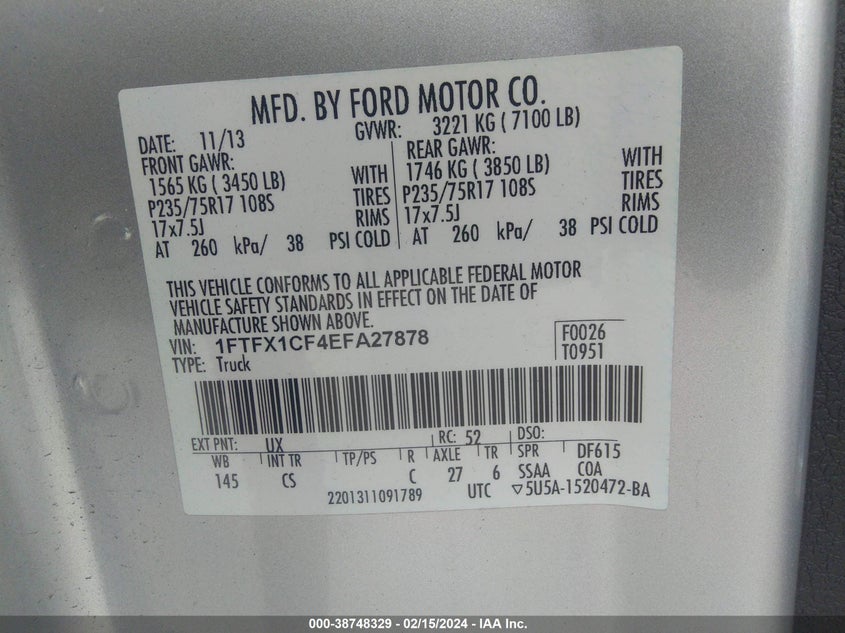 MFD. BY FORD MOTOR CO.
DATE: 11/13 GVWR: 3221 KG ( 7100 LB)
FRONT GAWR: REAR GAWR:
1565 KG ( 3450 LB) WITH 1746 KG ( 3850 LB) WITH
P235/75R17 108S TIRES P235/75R17 108S TIRES
17x7.5J RIMS 17x7.5J RIMS
AT 260 kPa/ 38 PSI COLD AT 260 kPa/ 38 PSI COLD
THIS VEHICLE CONFORMS TO ALL APPLICABLE FEDERAL MOTOR
VEHICLE SAFETY STANDARDS IN EFFECT ON THE DATE OF
MANUFACTURE SHOWN ABOVE.
VIN: 1FTFX1CF4EFA27878 F0026
TYPE: Truck T0951
EXT PNT: UX RC: 52 DSO:
WB INT TR TP/PS R AXLE TR SPR DF615
145 CS C 27 6 SSAA COA
2201311091789 UTC ▽5U5A-1520472-BA
000-38748329 - 02/15/2024 - IAA Inc.